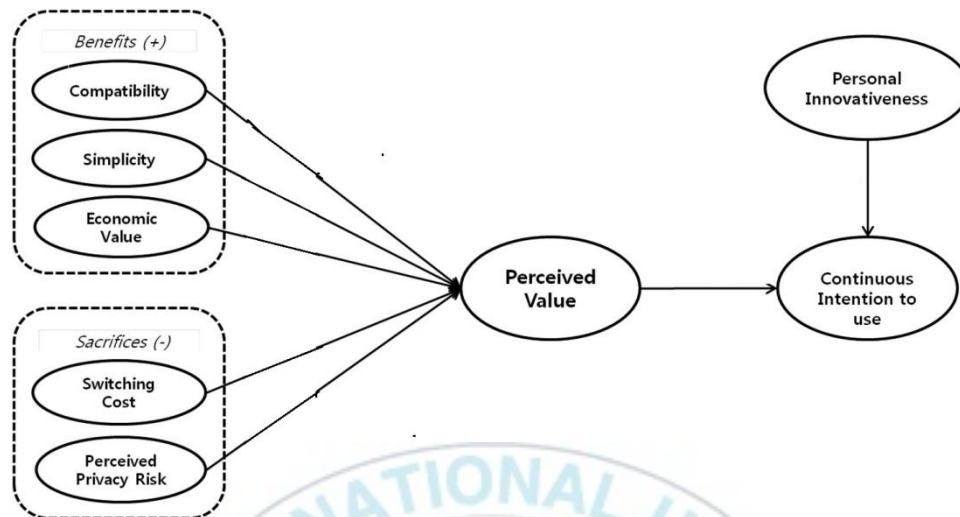 Benefits (+)
Compatibility
Simplicity
Economic
Value
Sacrifices (-)
Switching
Cost
Perceived
Privacy Risk
Perceived
Value
Personal
Innovativeness
Continuous
Intention to
use
NATIONAL